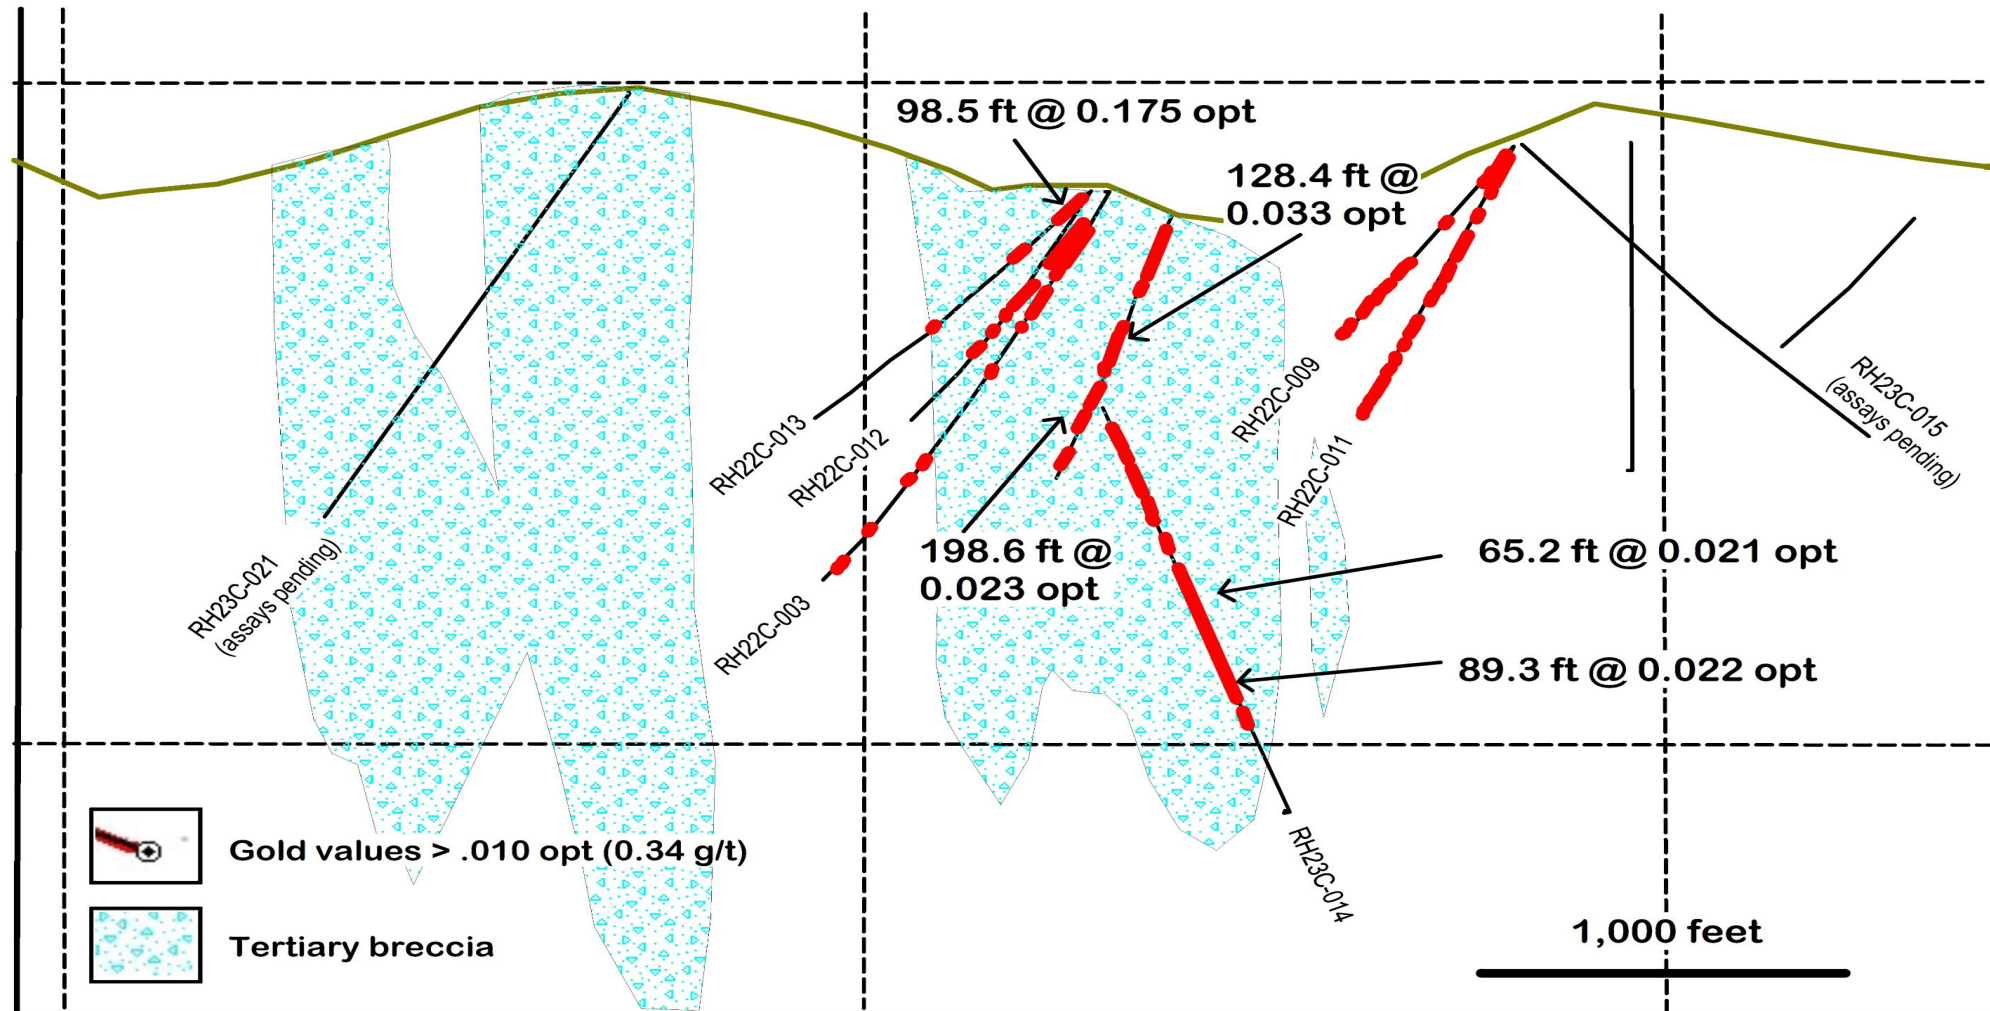 98.5 ft @ 0.175 opt
128.4 ft @
0.033 opt
RH22C-013
RH22C-012
RH22C-003
RH22C-009
RH22C-011
RH23C-015
(assays pending)
RH23C-021
(assays pending)
198.6 ft @
0.023 opt
65.2 ft @ 0.021 opt
89.3 ft @ 0.022 opt
RH23C-014
Gold values > .010 opt (0.34 g/t)
Tertiary breccia
1,000 feet